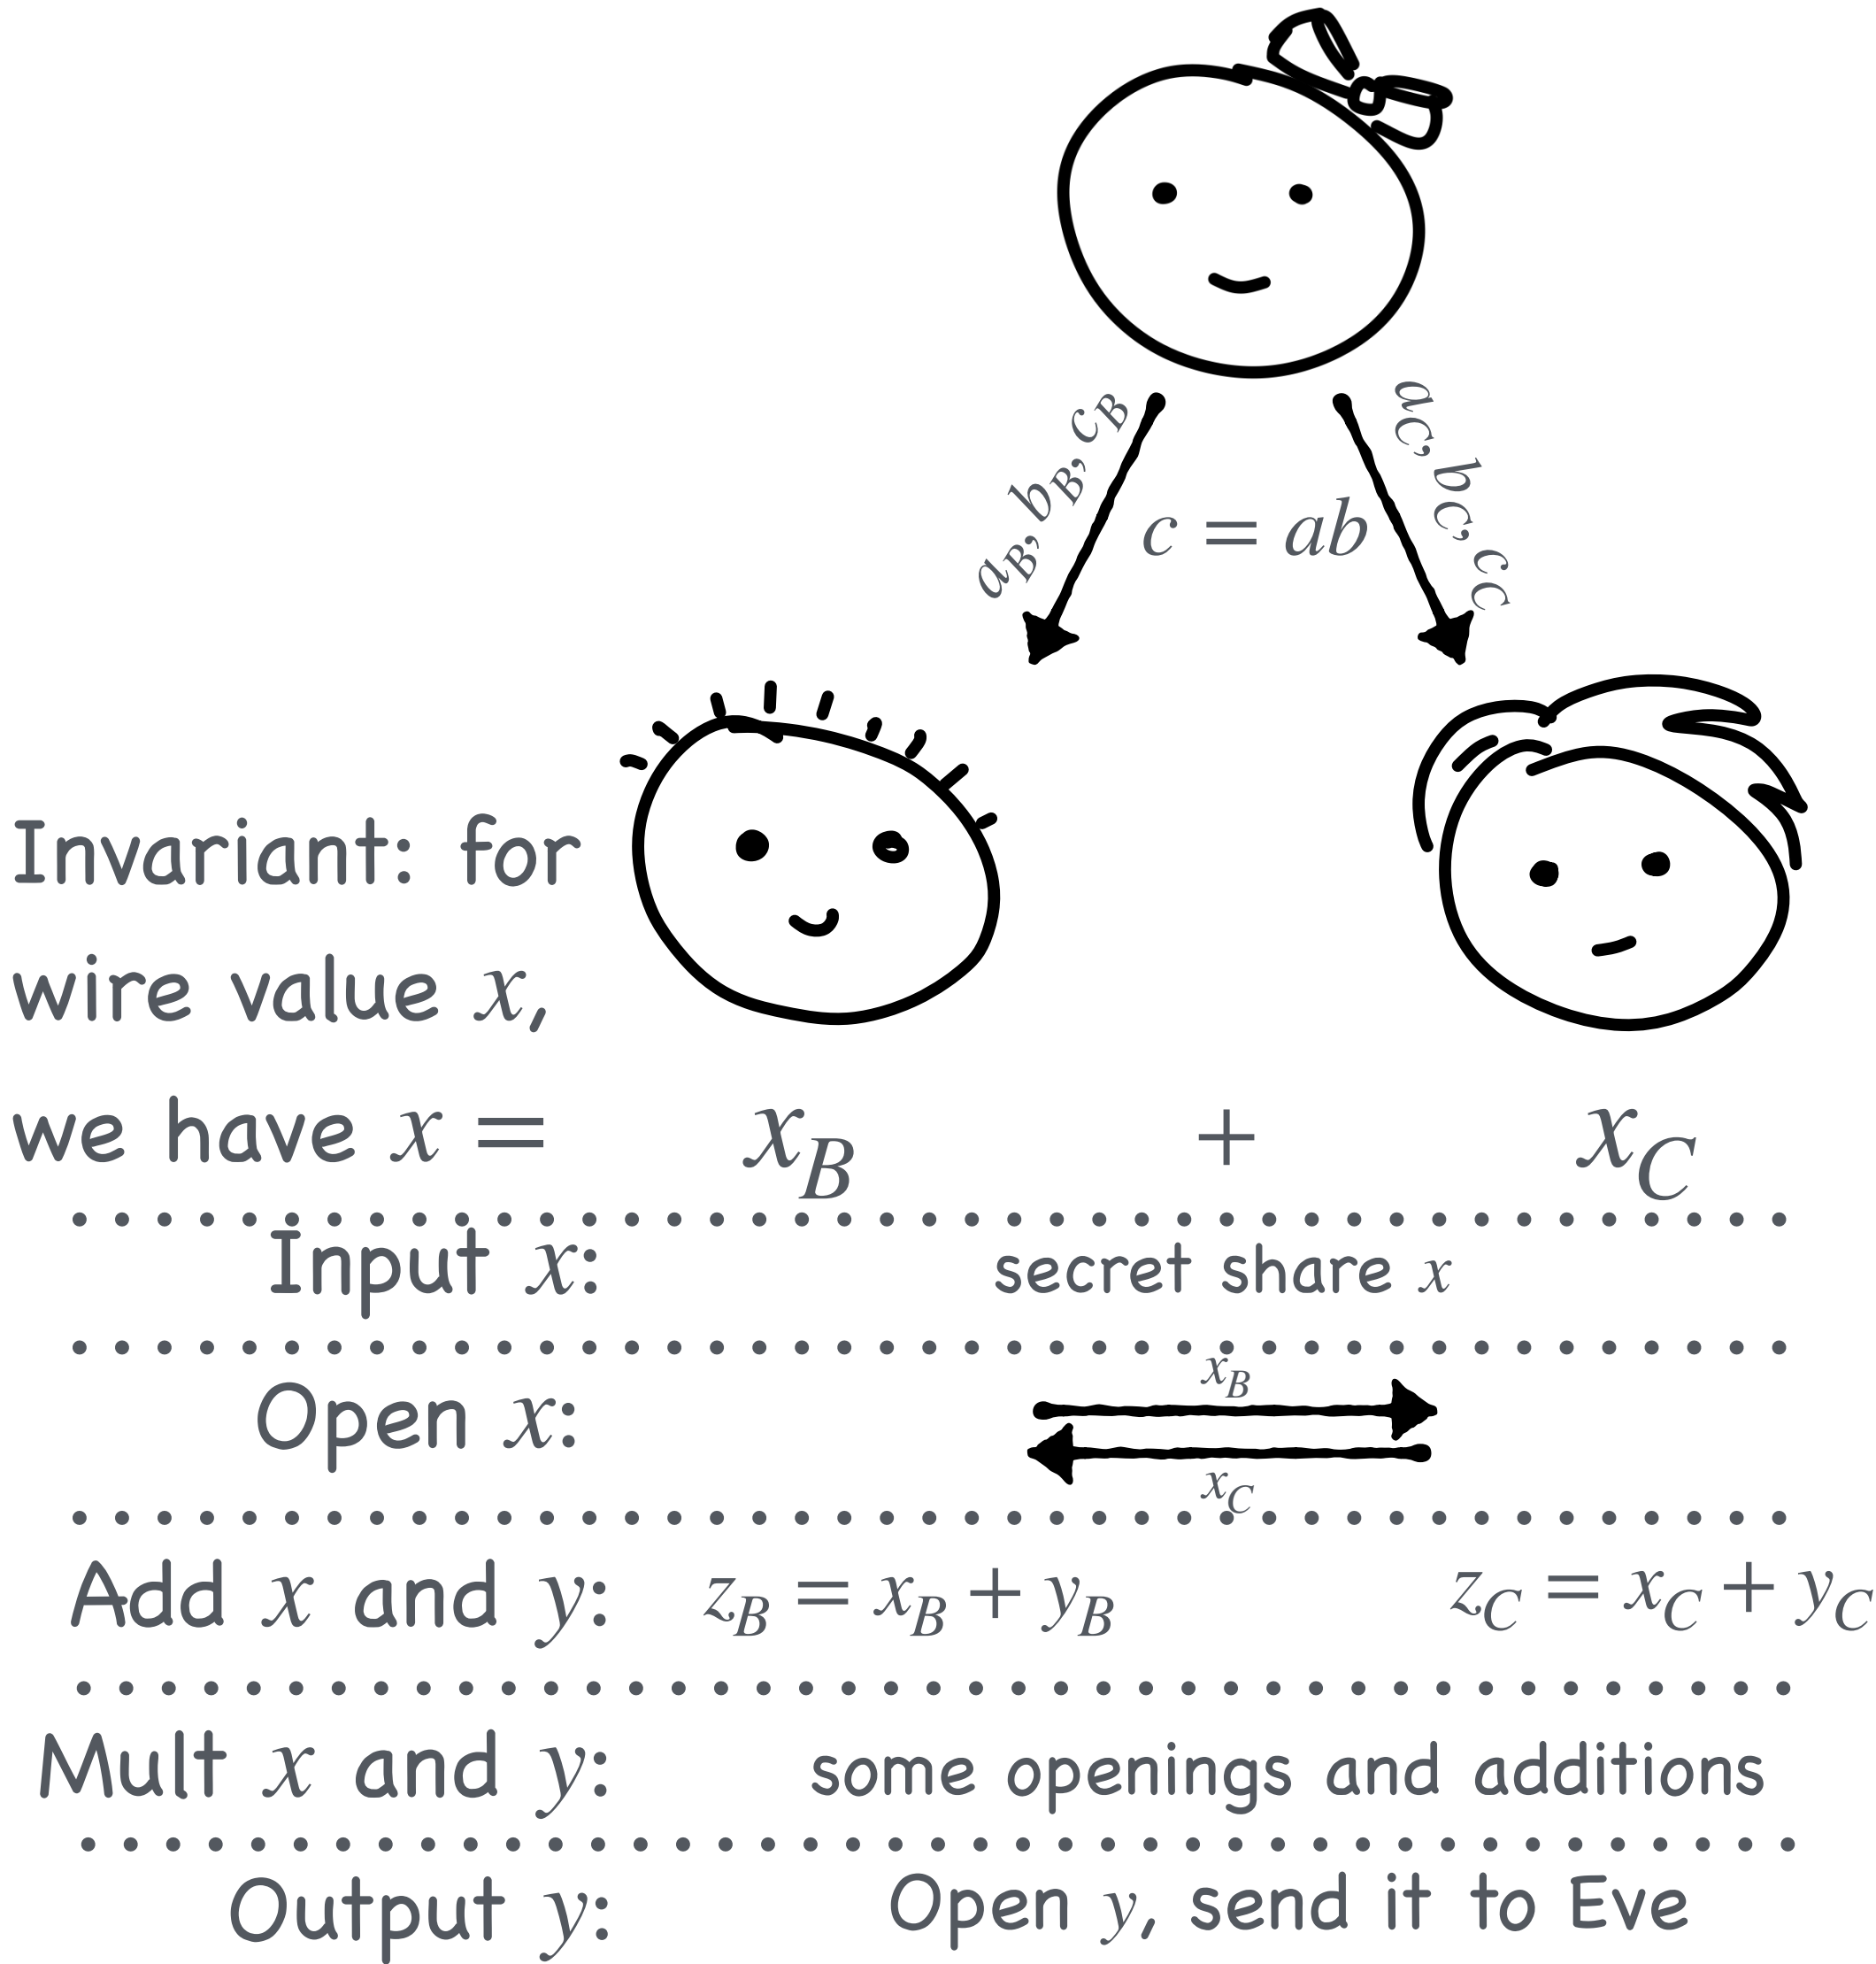 a_B, b_B, c_B
a_C, b_C, c_C
c = ab
Invariant: for
wire value x,
we have x = x_B + x_C
Input x: secret share x
x_B
Open x:
x_C
Add x and y: z_B = x_B + y_B z_C = x_C + y_C
Mult x and y: some openings and additions
Output y: Open y, send it to Eve